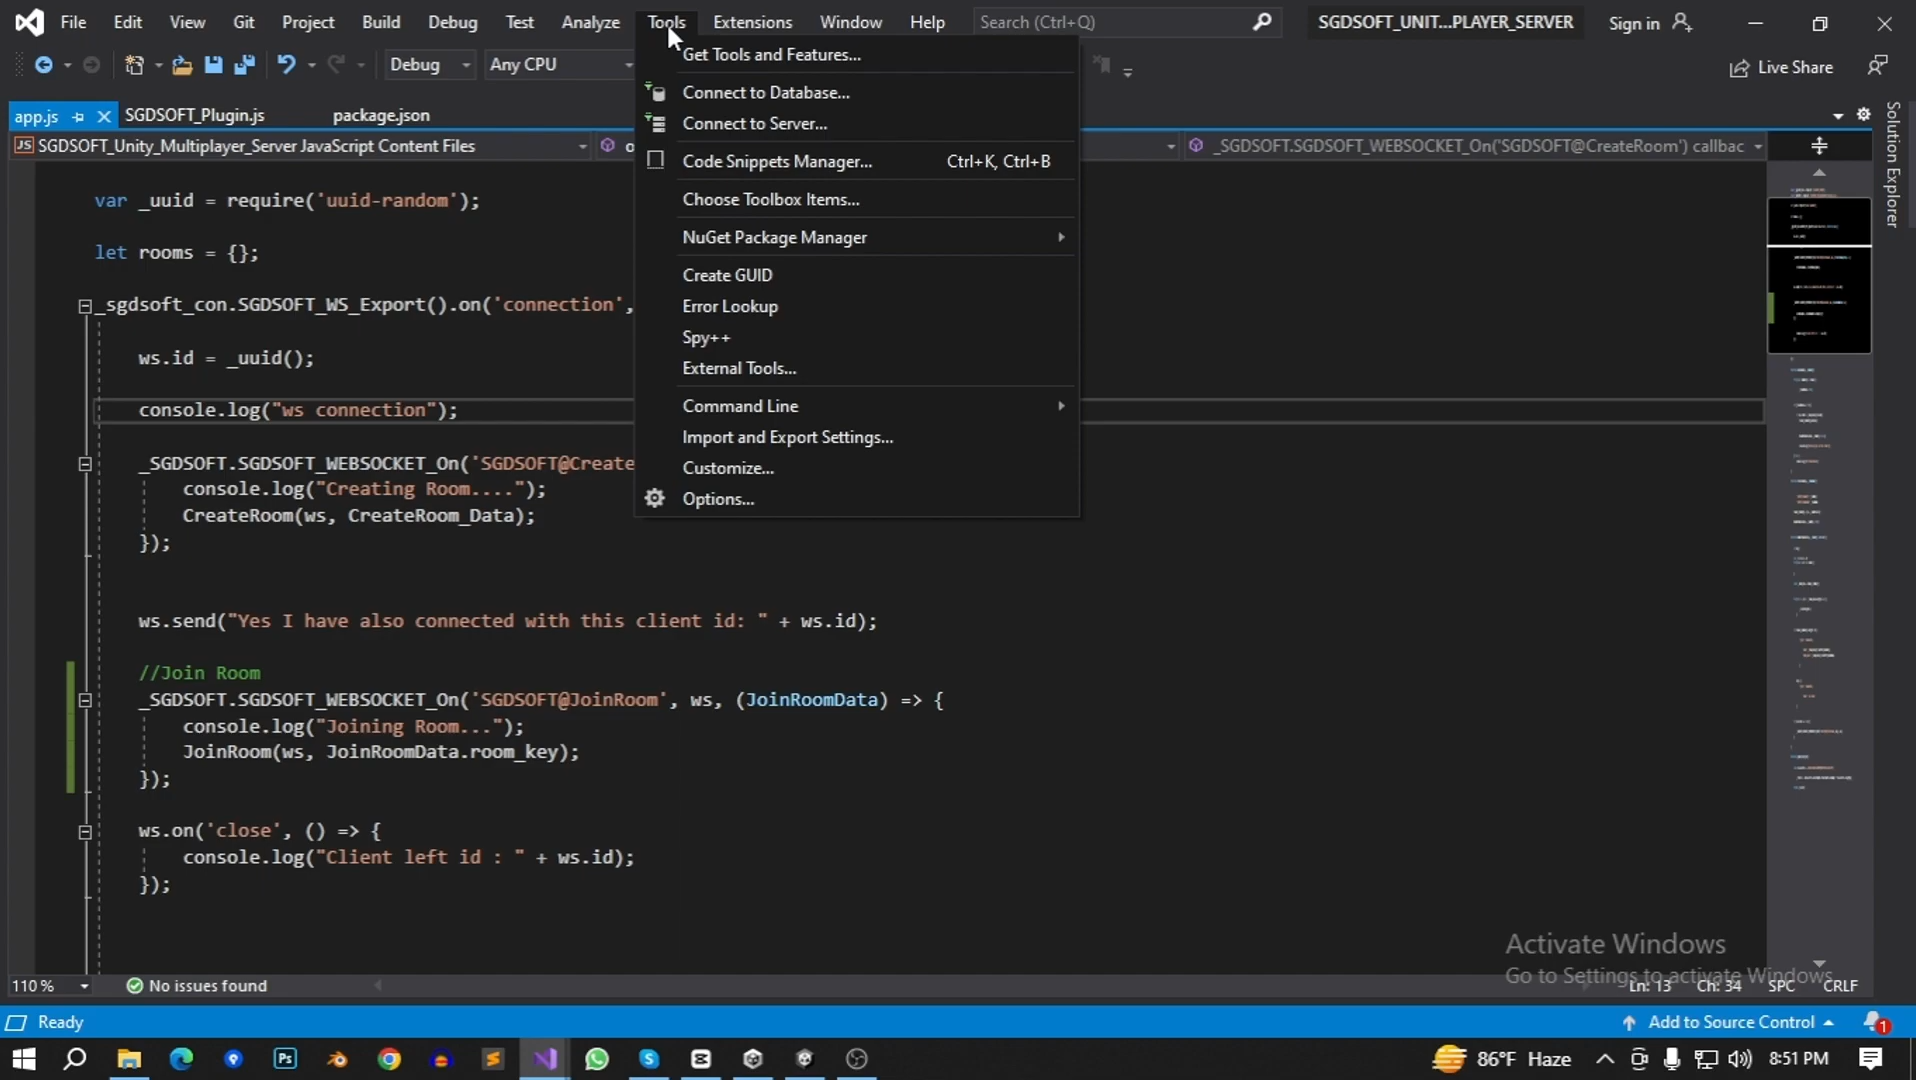 File Edit View Git Project Build Debug Test Analyze Tools Extensions Window Help Search (Ctrl+Q) SGDSOFT_UNIT...PLAYER_SERVER Sign in
Debug Any CPU Live Share
app.js SGDSOFT_Plugin.js package.json
SGDSOFT_Unity_Multiplayer_Server JavaScript Content Files _SGDSOFT.SGDSOFT_WEBSOCKET_On('SGDSOFT@CreateRoom') callbac
Solution Explorer
Get Tools and Features...
Connect to Database...
Connect to Server...
Code Snippets Manager... Ctrl+K, Ctrl+B
Choose Toolbox Items...
NuGet Package Manager
Create GUID
Error Lookup
Spy++
External Tools...
Command Line
Import and Export Settings...
Customize...
Options...
var _uuid = require('uuid-random');
let rooms = {};
_sgdsoft_con.SGDSOFT_WS_Export().on('connection',
ws.id = _uuid();
console.log("ws connection");
_SGDSOFT.SGDSOFT_WEBSOCKET_On('SGDSOFT@Create
console.log("Creating Room....");
CreateRoom(ws, CreateRoom_Data);
});
ws.send("Yes I have also connected with this client id: " + ws.id);
//Join Room
_SGDSOFT.SGDSOFT_WEBSOCKET_On('SGDSOFT@JoinRoom', ws, (JoinRoomData) => {
console.log("Joining Room...");
JoinRoom(ws, JoinRoomData.room_key);
});
ws.on('close', () => {
console.log("Client left id : " + ws.id);
});
Activate Windows
Go to Settings to activate Windows.
110 % No issues found Ln: 13 Ch: 34 SPC CRLF
Ready Add to Source Control 1
Ps 86°F Haze 8:51 PM